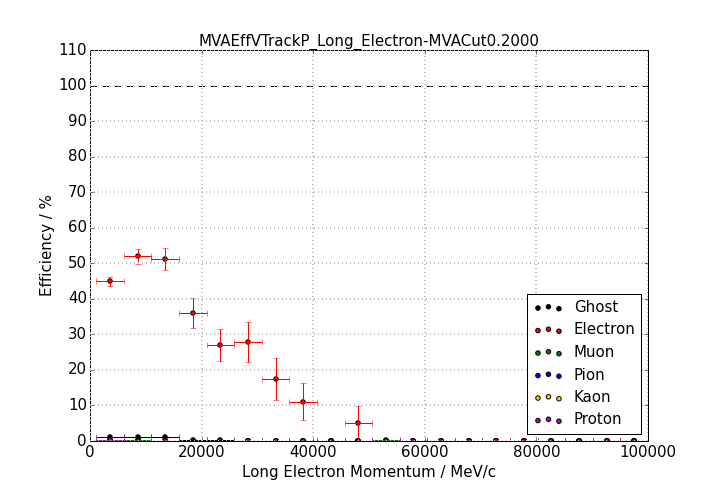 MVAEffVTrackP_Long_Electron-MVACut0.2000
110
100
90
80
70
60
50
40
30
20
10
0
Efficiency / %
Ghost
Electron
Muon
Pion
Kaon
Proton
0 20000 40000 60000 80000 100000
Long Electron Momentum / MeV/c